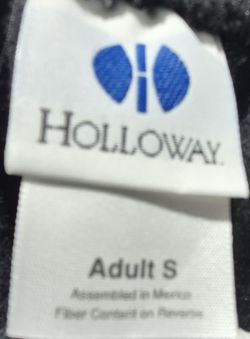 HOLLOWAY
Adult S
Assembled in Mexico
Fiber Content on Reverse